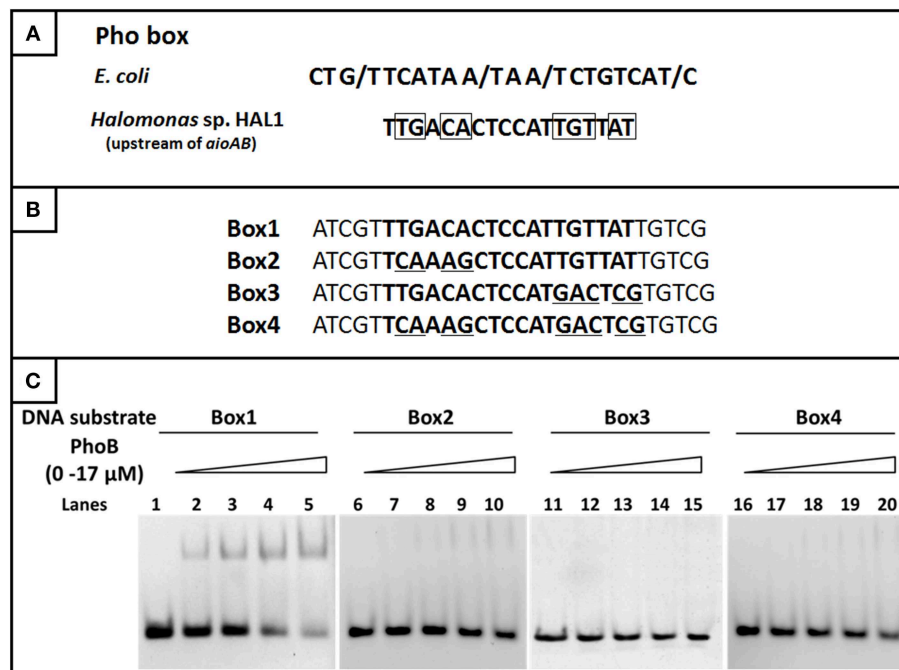 A
Pho box
E. coli CTG/TTCATAA/TAA/TCTGTCAT/C
Halomonas sp. HAL1 TTGACACTCCATTGTTAT
(upstream of aioAB)
B
Box1 ATCGTTTGACACTCCATTGTTATTGTCG
Box2 ATCGTTCAAAGCTCCATTGTTATTGTCG
Box3 ATCGTTTGACACTCCATGACTCGTGTCG
Box4 ATCGTTCAAAGCTCCATGACTCGTGTCG
C
DNA substrate Box1 Box2 Box3 Box4
PhoB
(0 -17 µM)
Lanes 1 2 3 4 5 6 7 8 9 10 11 12 13 14 15 16 17 18 19 20